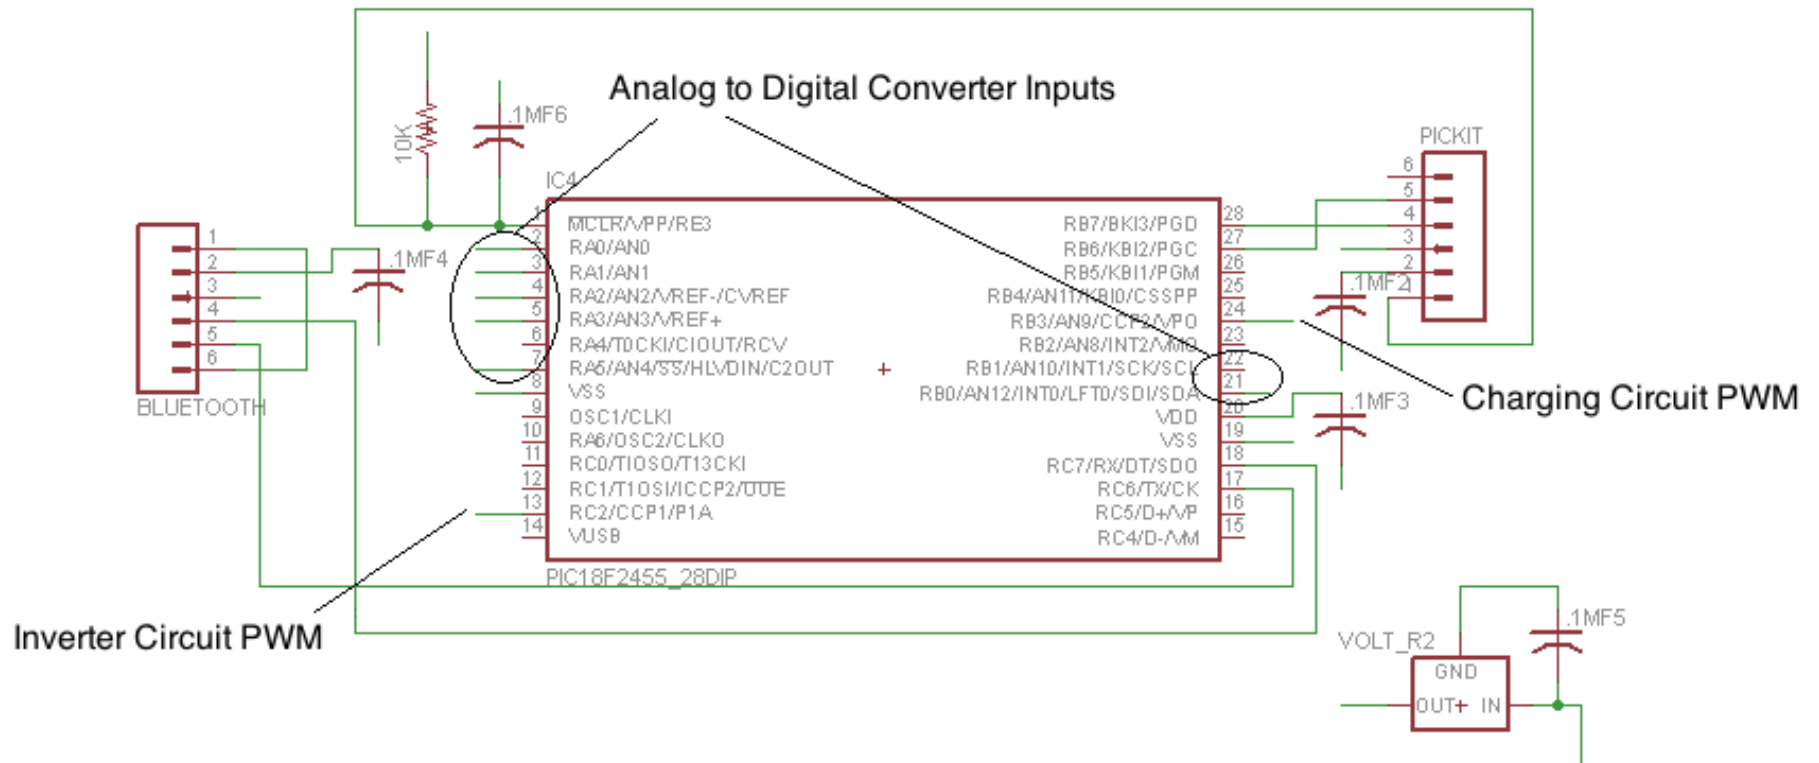 Analog to Digital Converter Inputs
.1MF6
10K
PICKIT
6
5
4
3
2
1
.1MF2
IC4
1 MCLR/VPP/RE3
2 RA0/AN0
3 RA1/AN1
4 RA2/AN2/VREF-/CVREF
5 RA3/AN3/VREF+
6 RA4/T0CKI/CIOUT/RCV
7 RA5/AN4/SS/HLVDIN/C2OUT
8 VSS
9 OSC1/CLKI
10 RA6/OSC2/CLKO
11 RC0/TIOSO/T13CKI
12 RC1/T1OSI/ICCP2/UUE
13 RC2/CCP1/P1A
14 VUSB
RB7/BKI3/PGD 28
RB6/KBI2/PGC 27
RB5/KBI1/PGM 26
RB4/AN11/KBI0/CSSPP 25
RB3/AN9/CCP2/VPO 24
RB2/AN8/INT2/VMO 23
RB1/AN10/INT1/SCK/SCL 22
RB0/AN12/INT0/LFT0/SDI/SDA 21
VDD 20
VSS 19
RC7/RX/DT/SDO 18
RC6/TX/CK 17
RC5/D+/VP 16
RC4/D-/VM 15
PIC18F2455_28DIP
1
2
3
4
5
6
BLUETOOTH
.1MF4
Charging Circuit PWM
.1MF3
Inverter Circuit PWM
.1MF5
VOLT_R2
GND
OUT+ IN